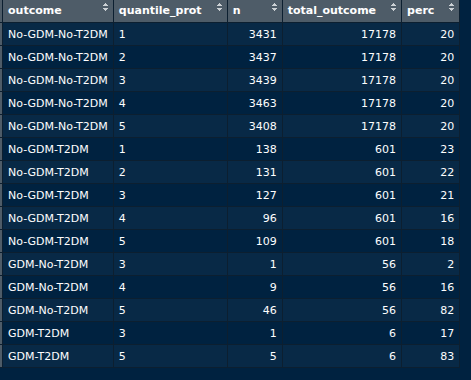 outcome quantile_prot n total_outcome perc
No-GDM-No-T2DM 1 3431 17178 20
No-GDM-No-T2DM 2 3437 17178 20
No-GDM-No-T2DM 3 3439 17178 20
No-GDM-No-T2DM 4 3463 17178 20
No-GDM-No-T2DM 5 3408 17178 20
No-GDM-T2DM 1 138 601 23
No-GDM-T2DM 2 131 601 22
No-GDM-T2DM 3 127 601 21
No-GDM-T2DM 4 96 601 16
No-GDM-T2DM 5 109 601 18
GDM-No-T2DM 3 1 56 2
GDM-No-T2DM 4 9 56 16
GDM-No-T2DM 5 46 56 82
GDM-T2DM 3 1 6 17
GDM-T2DM 5 5 6 83